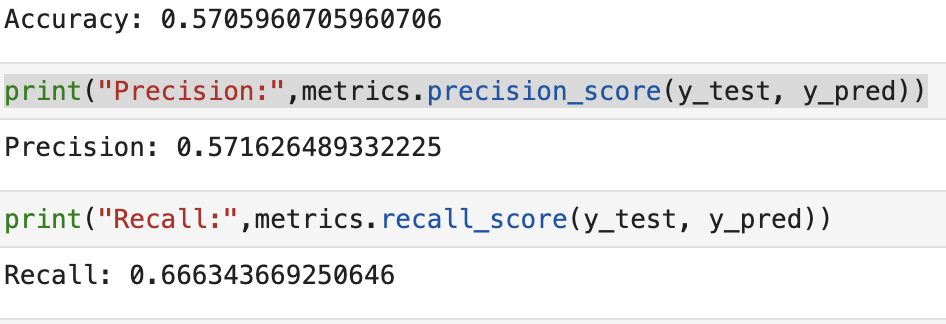 Accuracy: 0.5705960705960706
print("Precision:",metrics.precision_score(y_test, y_pred))
Precision: 0.571626489332225
print("Recall:",metrics.recall_score(y_test, y_pred))
Recall: 0.666343669250646